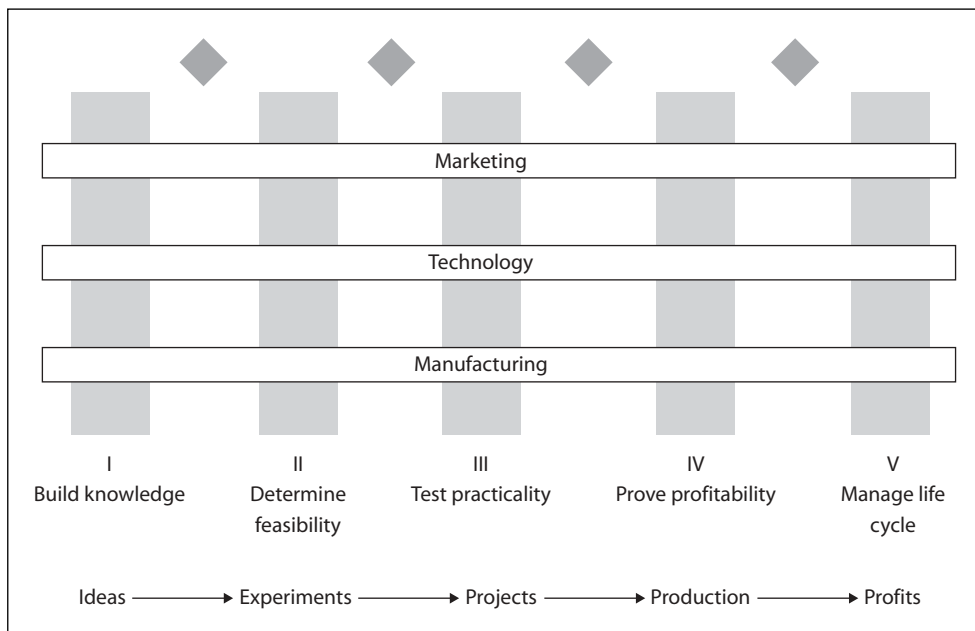 Marketing
Technology
Manufacturing
I
Build knowledge
II
Determine
feasibility
III
Test practicality
IV
Prove profitability
V
Manage life
cycle
Ideas
Experiments
Projects
Production
Profits